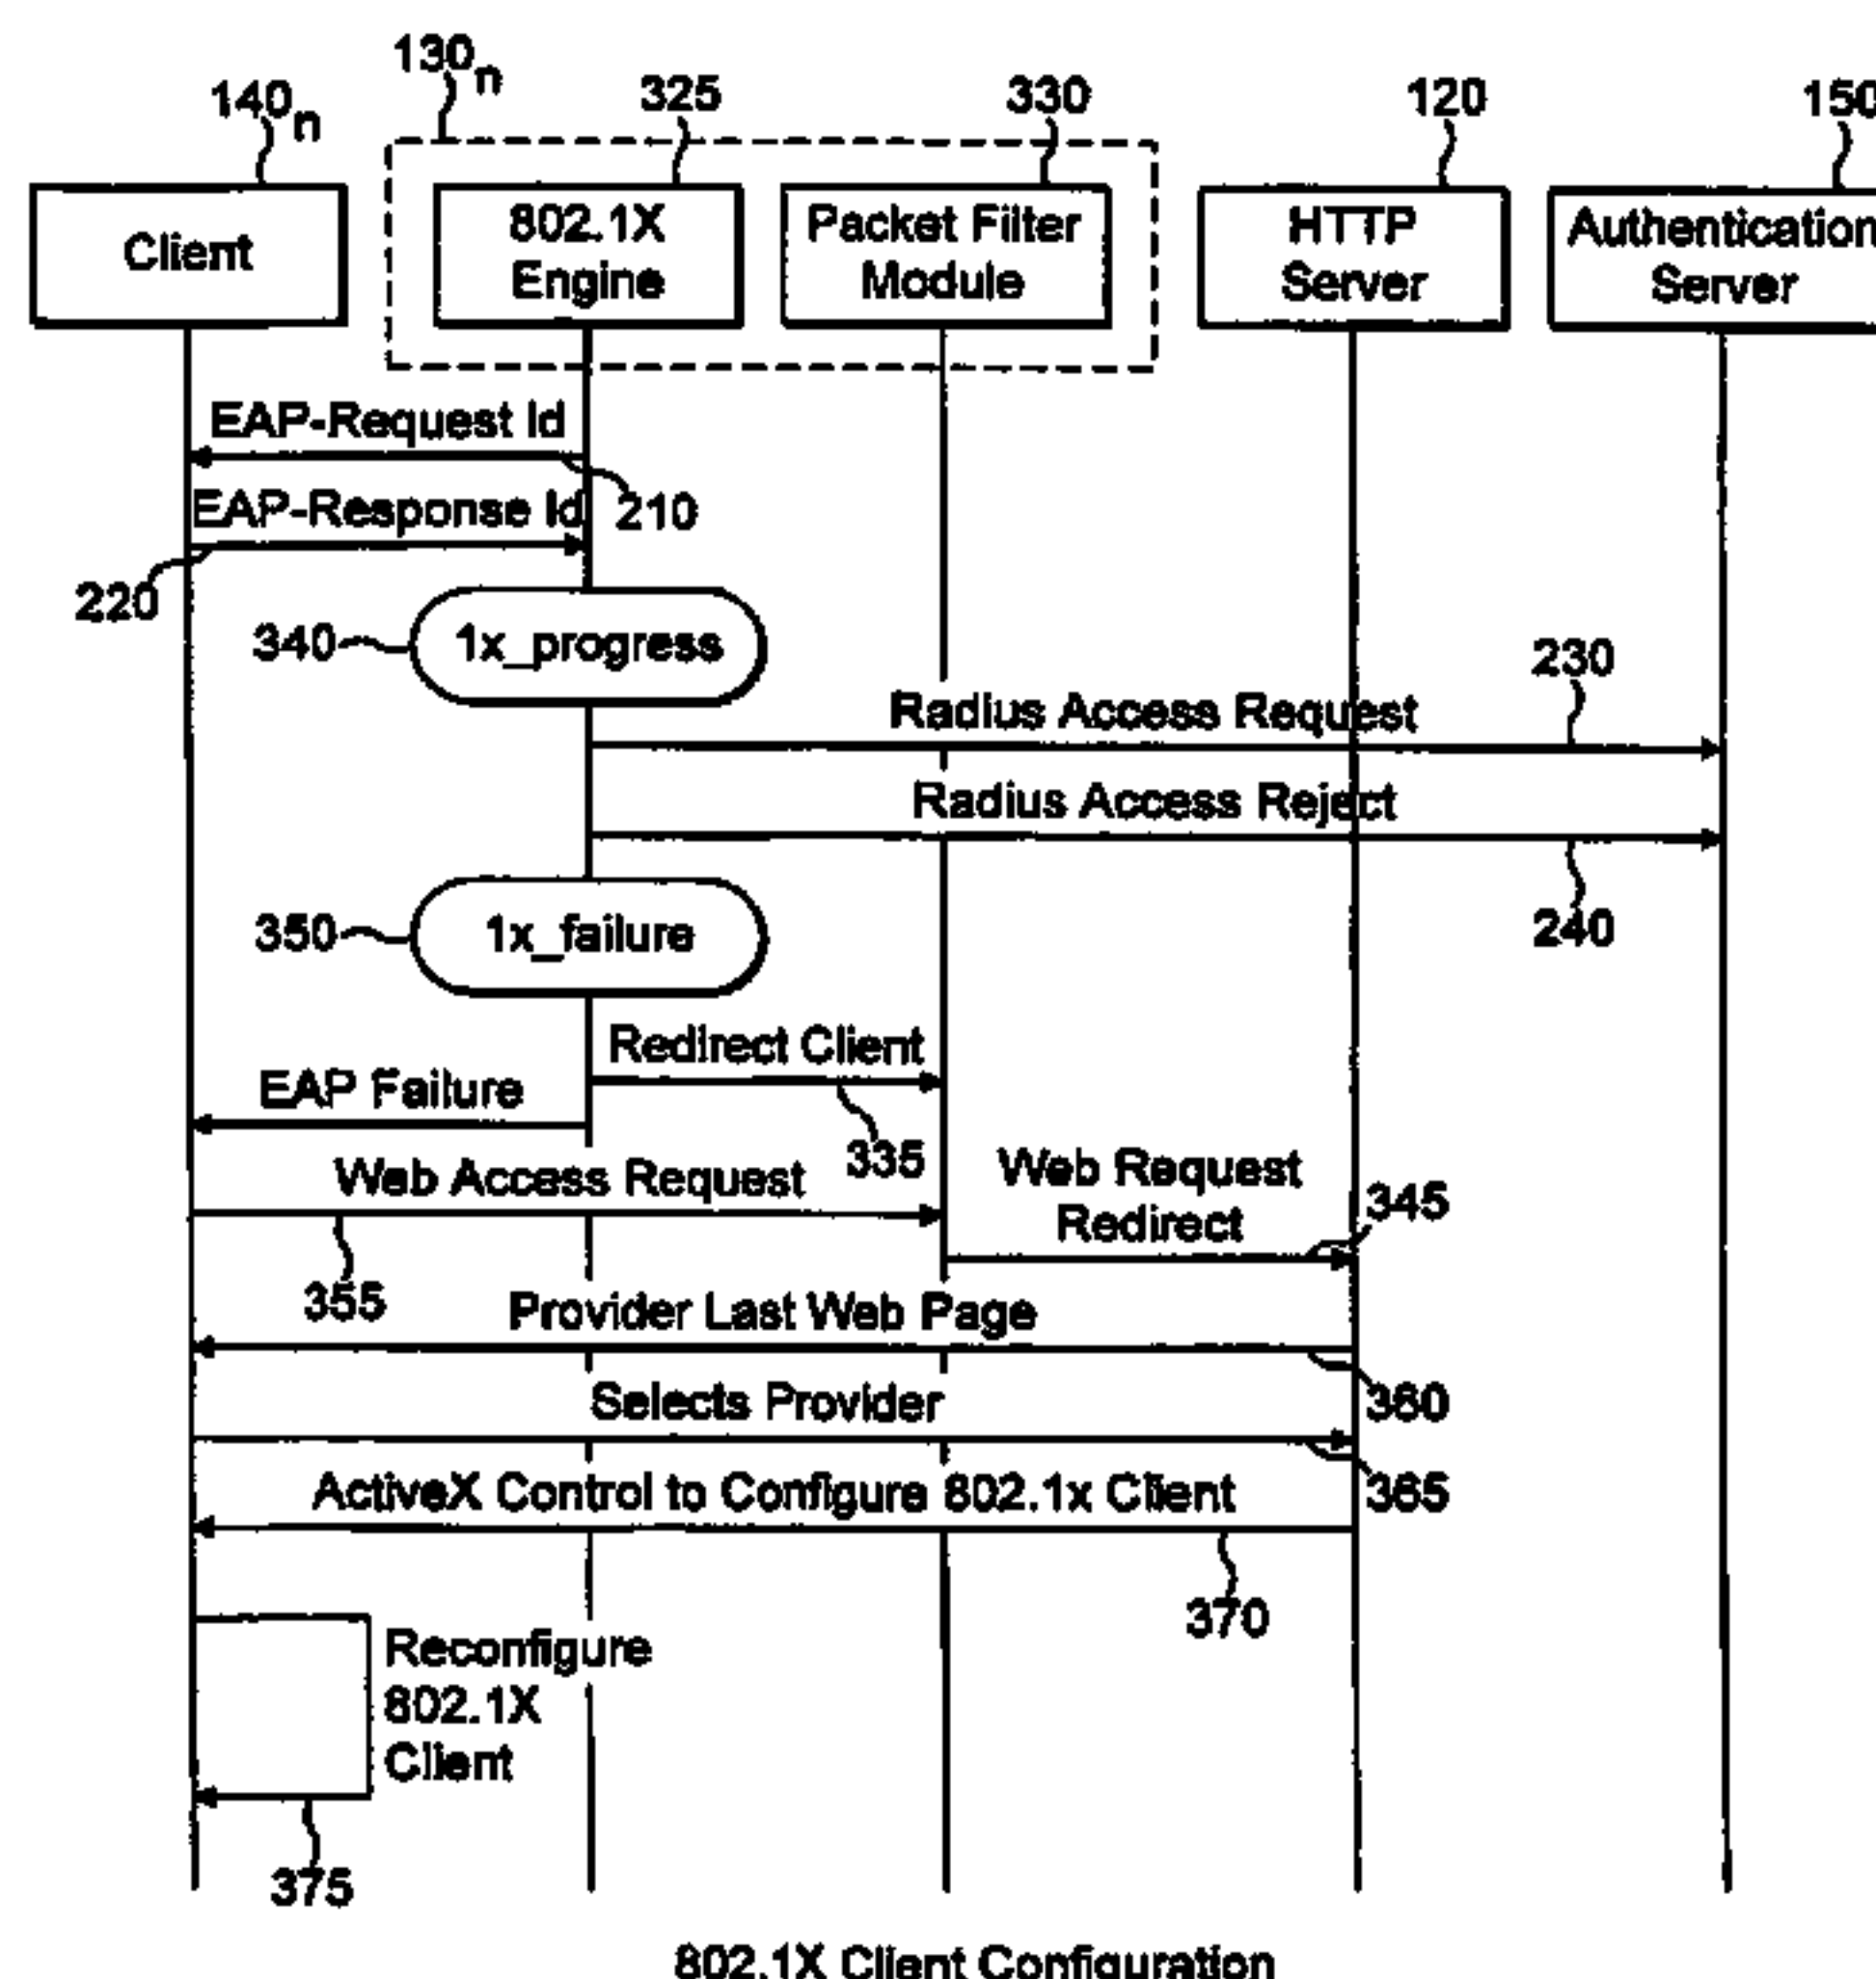 130n
140n
325
330
120
150
Client
802.1X
Engine
Packet Filter
Module
HTTP
Server
Authentication
Server
EAP-Request Id
210
EAP-Response Id
220
340
1x_progress
230
Radius Access Request
Radius Access Reject
240
350
1x_failure
Redirect Client
335
EAP Failure
Web Access Request
355
Web Request
Redirect
345
Provider Last Web Page
360
Selects Provider
365
ActiveX Control to Configure 802.1x Client
370
Reconfigure
802.1X
Client
375
802.1X Client Configuration